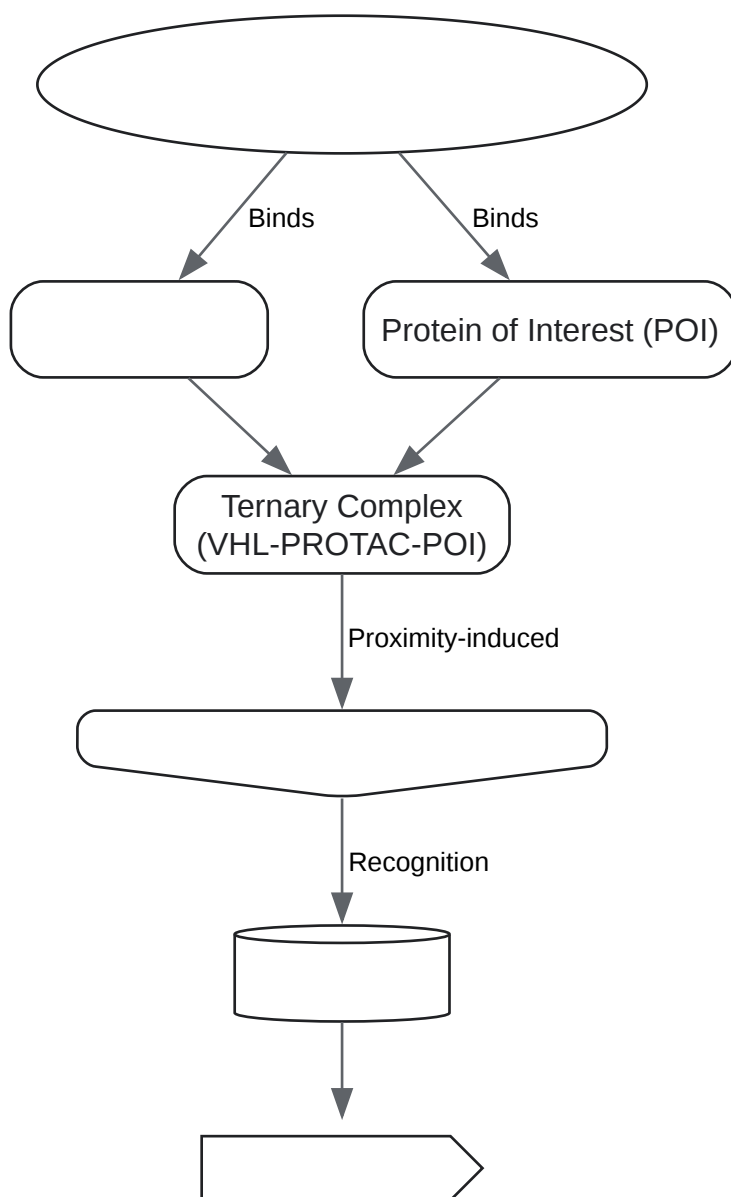 Binds
Binds
Protein of Interest (POI)
Ternary Complex
(VHL-PROTAC-POI)
Proximity-induced
Recognition